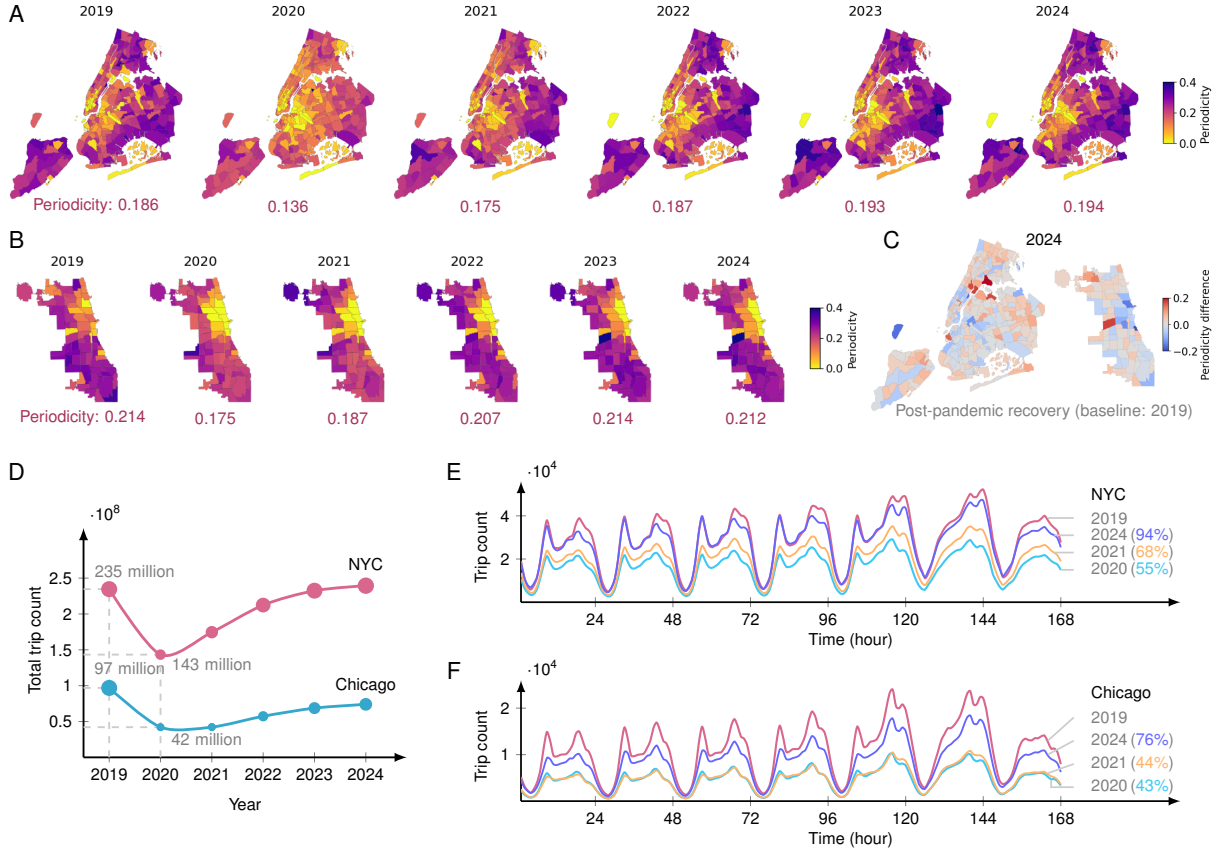 A
2019 2020 2021 2022 2023 2024
0.4
0.2
0.0
Periodicity
Periodicity: 0.186 0.136 0.175 0.187 0.193 0.194
B
2019 2020 2021 2022 2023 2024
0.4
0.2
0.0
Periodicity
Periodicity: 0.214 0.175 0.187 0.207 0.214 0.212
C
2024
0.2
0.0
−0.2
Periodicity difference
Post-pandemic recovery (baseline: 2019)
D
·10⁸
Total trip count
2.5
2
1.5
1
0.5
235 million
NYC
143 million
97 million
Chicago
42 million
2019 2020 2021 2022 2023 2024
Year
E
·10⁴
Trip count
4
2
24 48 72 96 120 144 168
Time (hour)
NYC
2019
2024 (94%)
2021 (68%)
2020 (55%)
F
·10⁴
Trip count
2
1
24 48 72 96 120 144 168
Time (hour)
Chicago
2019
2024 (76%)
2021 (44%)
2020 (43%)